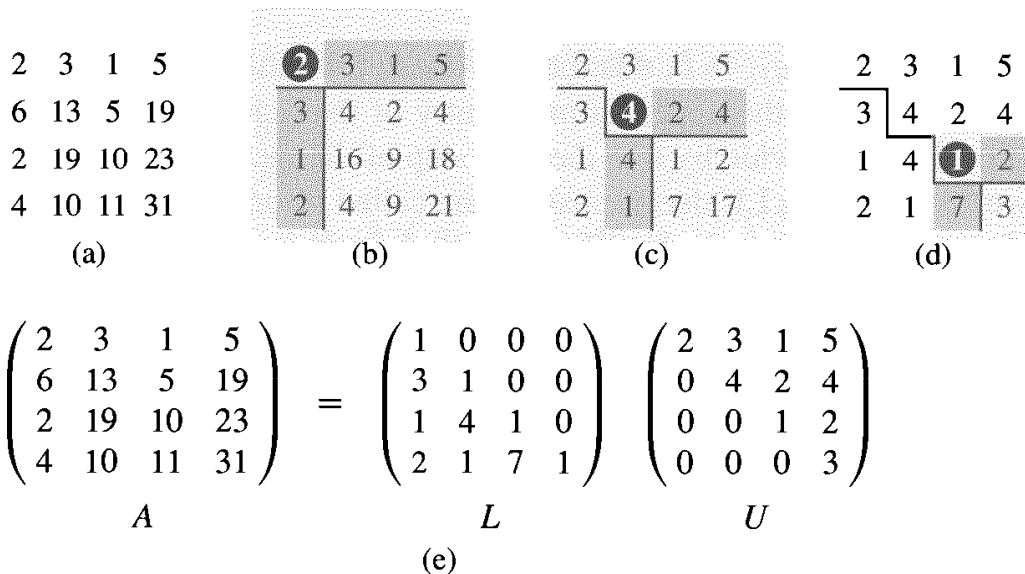 2 3 1 5
6 13 5 19
2 19 10 23
4 10 11 31
(a)
2 3 1 5
3 4 2 4
1 16 9 18
2 4 9 21
(b)
2 3 1 5
3 4 2 4
1 4 1 2
2 1 7 17
(c)
2 3 1 5
3 4 2 4
1 4 1 2
2 1 7 3
(d)
2 3 1 5
6 13 5 19
2 19 10 23
4 10 11 31
A
=
1 0 0 0
3 1 0 0
1 4 1 0
2 1 7 1
L
2 3 1 5
0 4 2 4
0 0 1 2
0 0 0 3
U
(e)